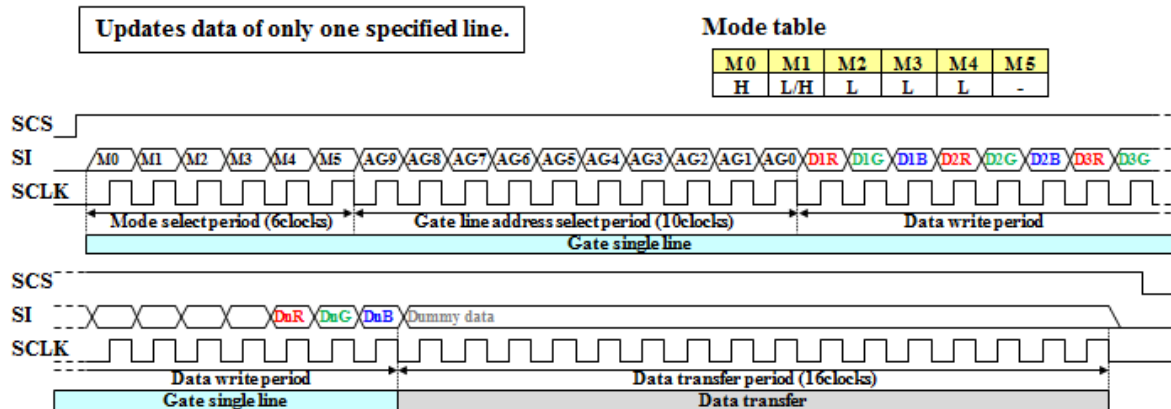 Updates data of only one specified line.
Mode table
M0 M1 M2 M3 M4 M5
H L/H L L L -
SCS
SI M0 M1 M2 M3 M4 M5 AG9 AG8 AG7 AG6 AG5 AG4 AG3 AG2 AG1 AG0 D1R D1G D1B D2R D2G D2B D3R D3G
SCLK
Mode select period (6clocks) Gate line address select period (10clocks) Data write period
Gate single line
SCS
SI DnR DnG DnB Dummy data
SCLK
Data write period Data transfer period (16clocks)
Gate single line Data transfer